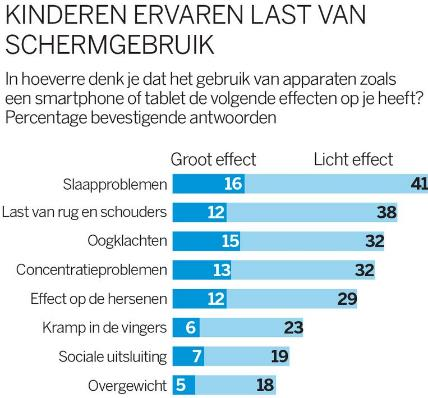 KINDEREN ERVAREN LAST VAN
SCHERMGEBRUIK
In hoeverre denk je dat het gebruik van apparaten zoals
een smartphone of tablet de volgende effecten op je heeft?
Percentage bevestigende antwoorden
Groot effect Licht effect
Slaapproblemen 16 41
Last van rug en schouders 12 38
Oogklachten 15 32
Concentratieproblemen 13 32
Effect op de hersenen 12 29
Kramp in de vingers 6 23
Sociale uitsluiting 7 19
Overgewicht 5 18